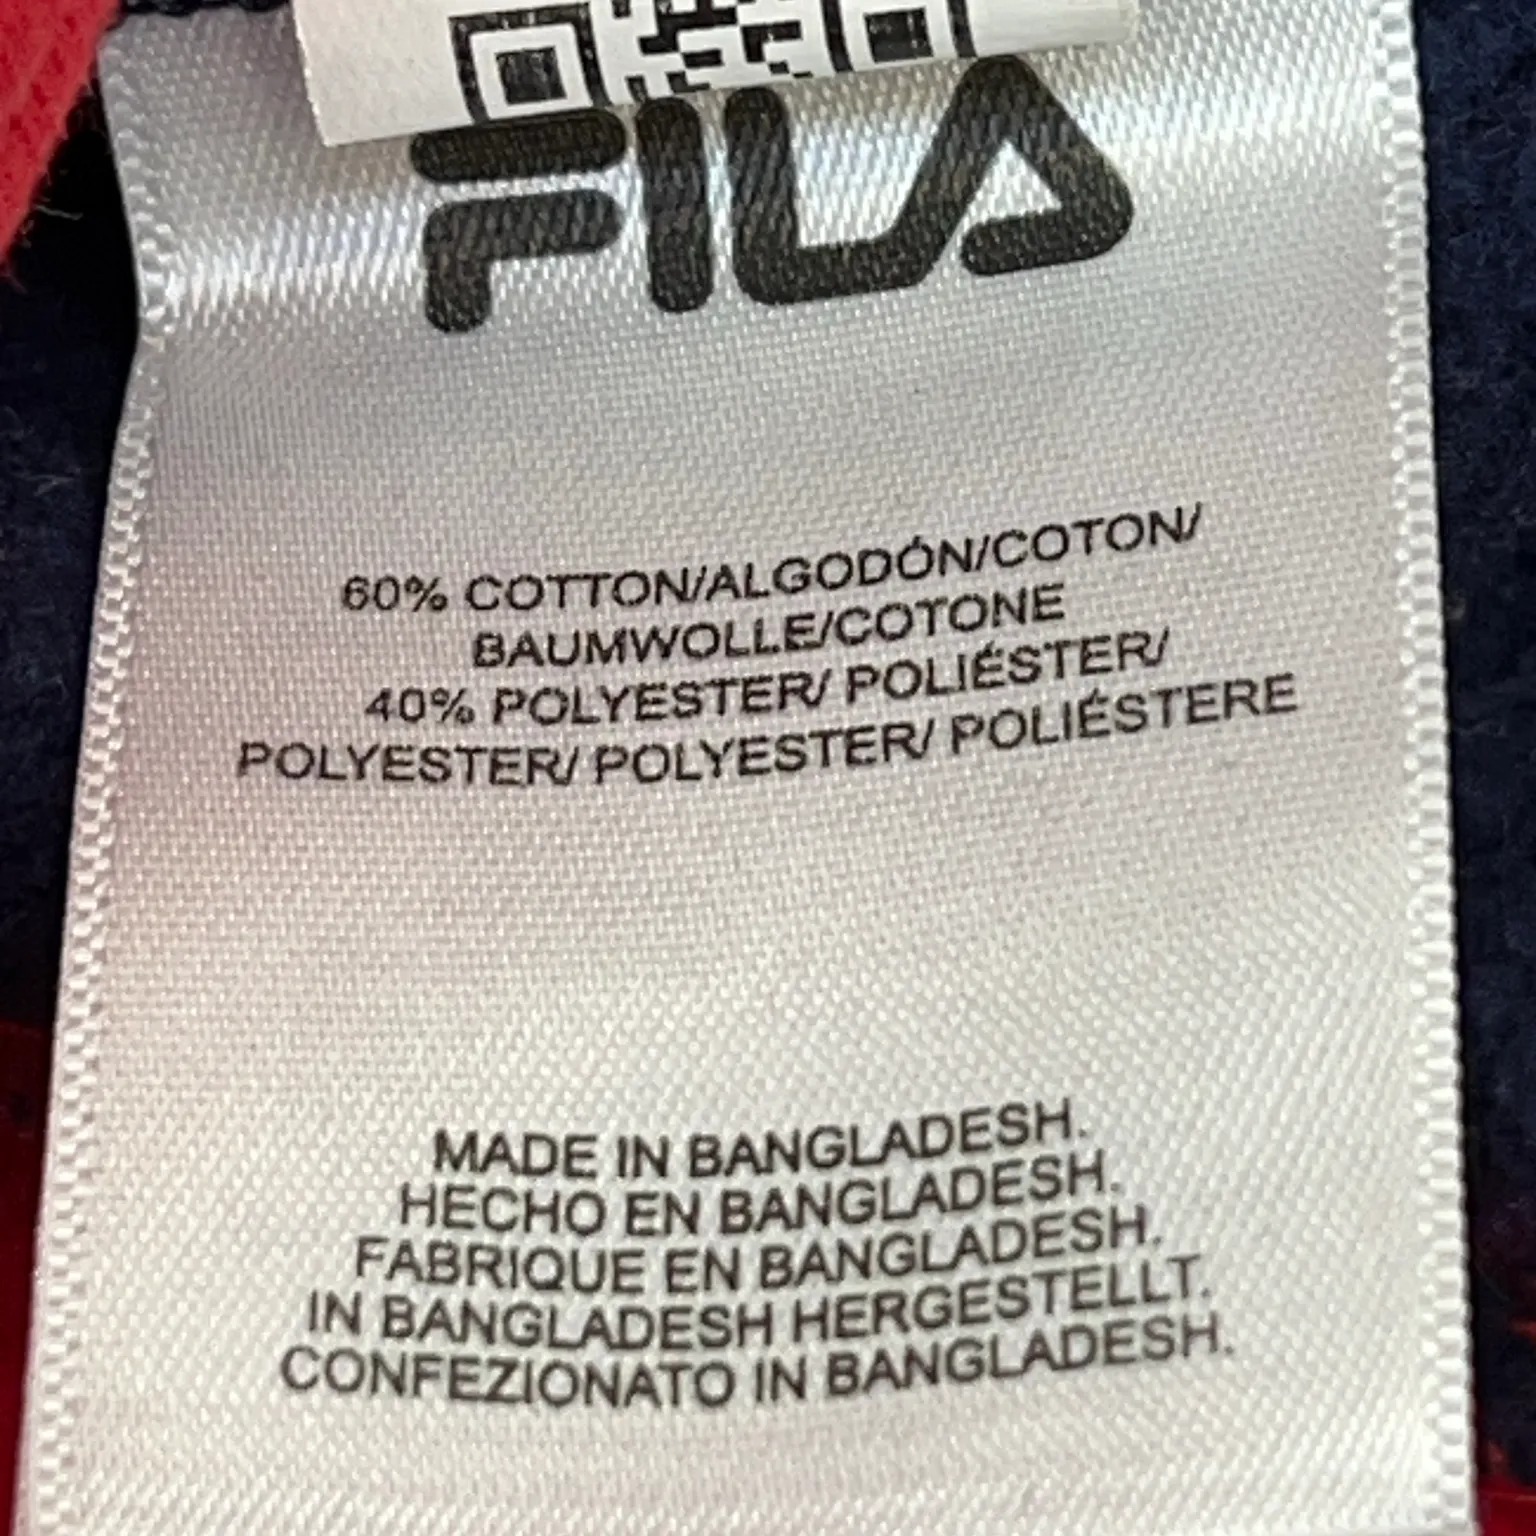 FILA
60% COTTON/ALGODÓN/COTON/
BAUMWOLLE/COTONE
40% POLYESTER/ POLIÉSTER/
POLYESTER/ POLYESTER/ POLIÉSTERE
MADE IN BANGLADESH.
HECHO EN BANGLADESH.
FABRIQUE EN BANGLADESH.
IN BANGLADESH HERGESTELLT.
CONFEZIONATO IN BANGLADESH.